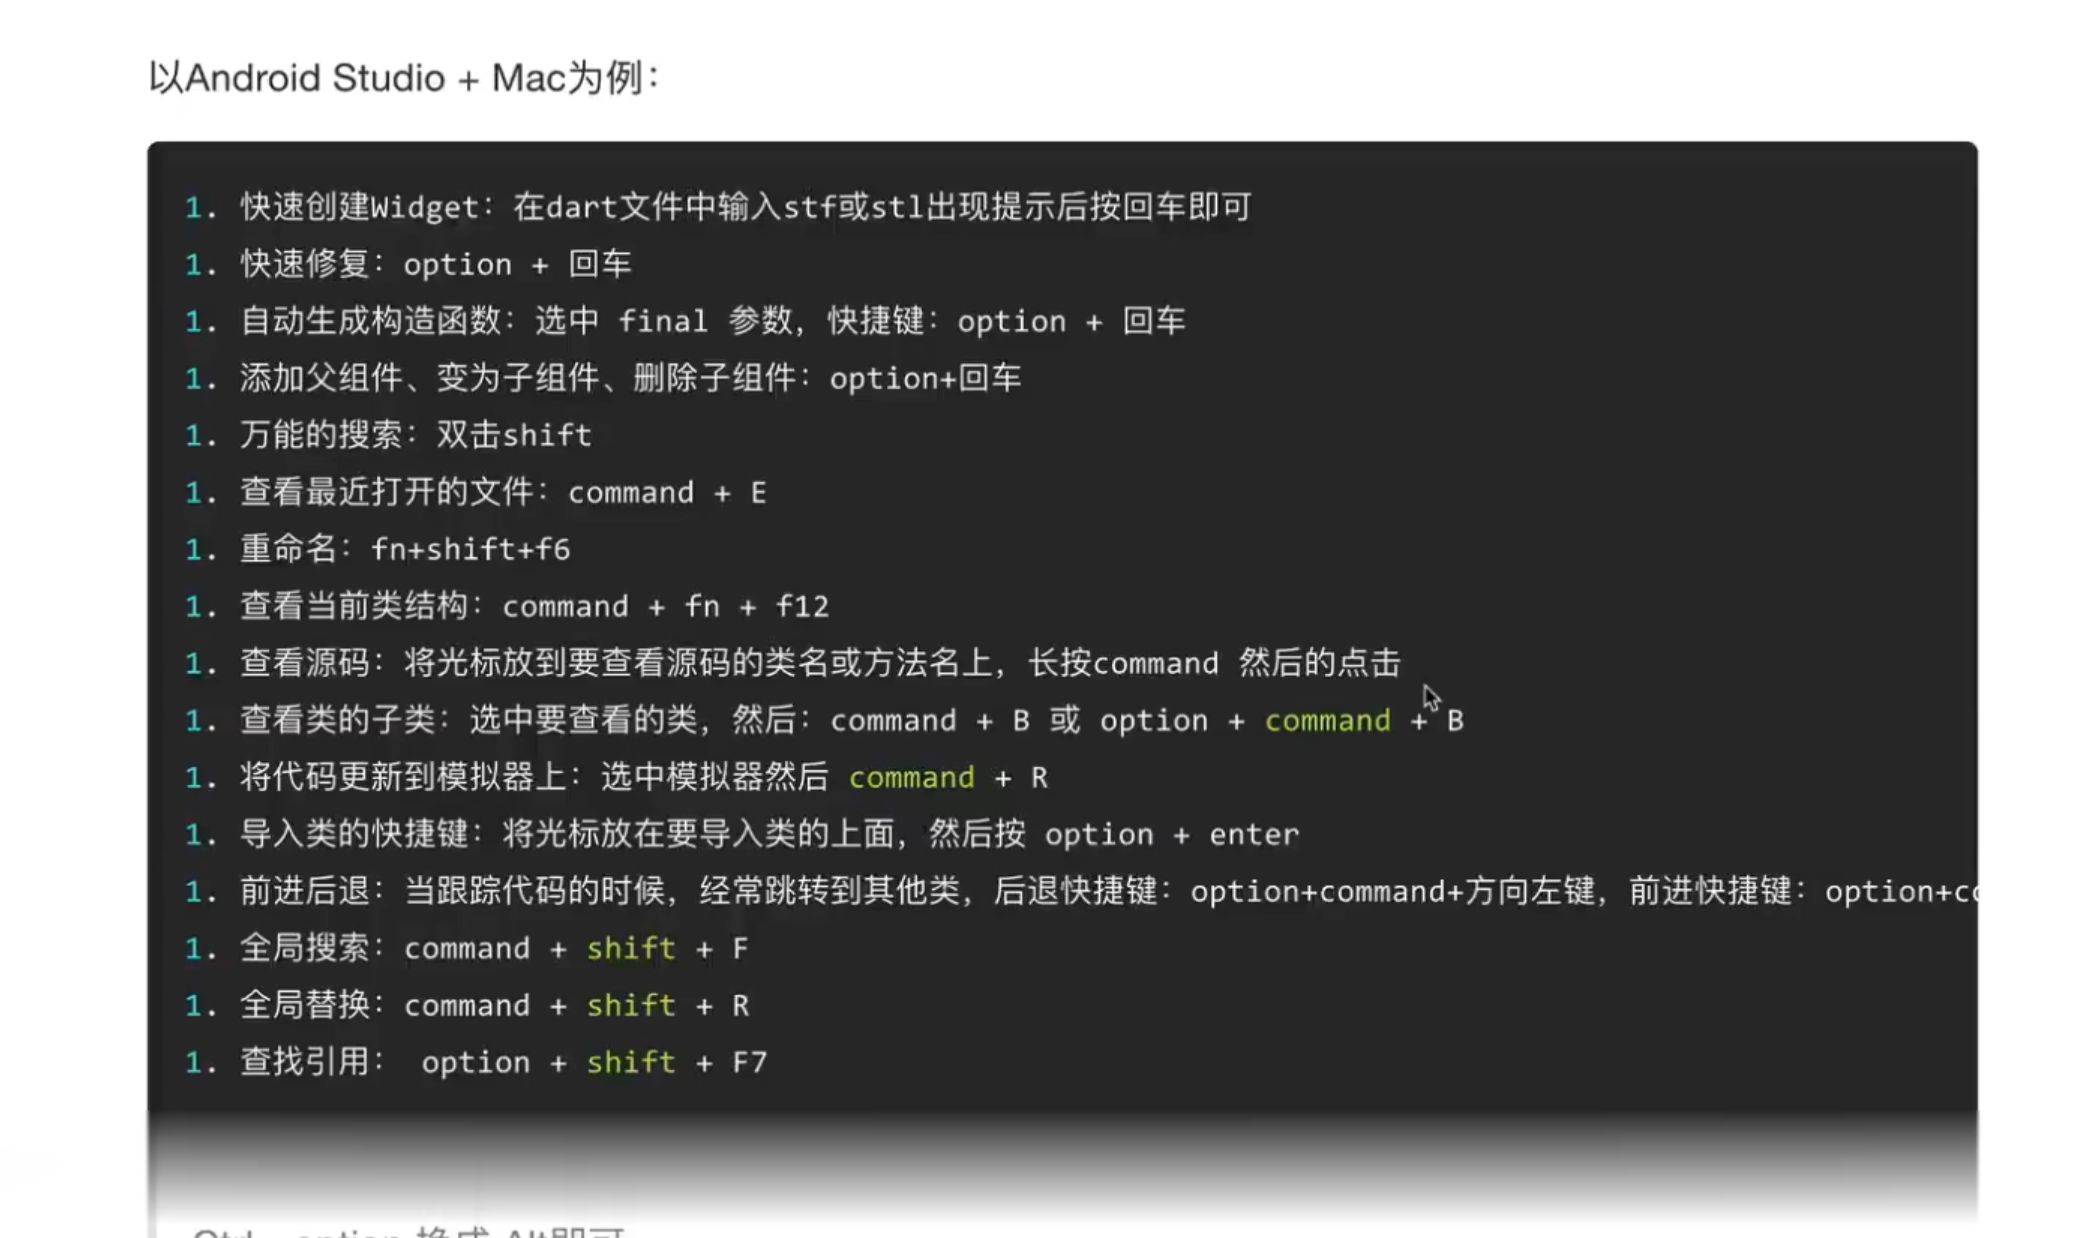 以Android Studio + Mac为例：
1. 快速创建Widget：在dart文件中输入stf或stl出现提示后按回车即可
1. 快速修复：option + 回车
1. 自动生成构造函数：选中 final 参数，快捷键：option + 回车
1. 添加父组件、变为子组件、删除子组件：option+回车
1. 万能的搜索：双击shift
1. 查看最近打开的文件：command + E
1. 重命名：fn+shift+f6
1. 查看当前类结构：command + fn + f12
1. 查看源码：将光标放到要查看源码的类名或方法名上，长按command 然后的点击
1. 查看类的子类：选中要查看的类，然后：command + B 或 option + command + B
1. 将代码更新到模拟器上：选中模拟器然后 command + R
1. 导入类的快捷键：将光标放在要导入类的上面，然后按 option + enter
1. 前进后退：当跟踪代码的时候，经常跳转到其他类，后退快捷键：option+command+方向左键，前进快捷键：option+co
1. 全局搜索：command + shift + F
1. 全局替换：command + shift + R
1. 查找引用： option + shift + F7